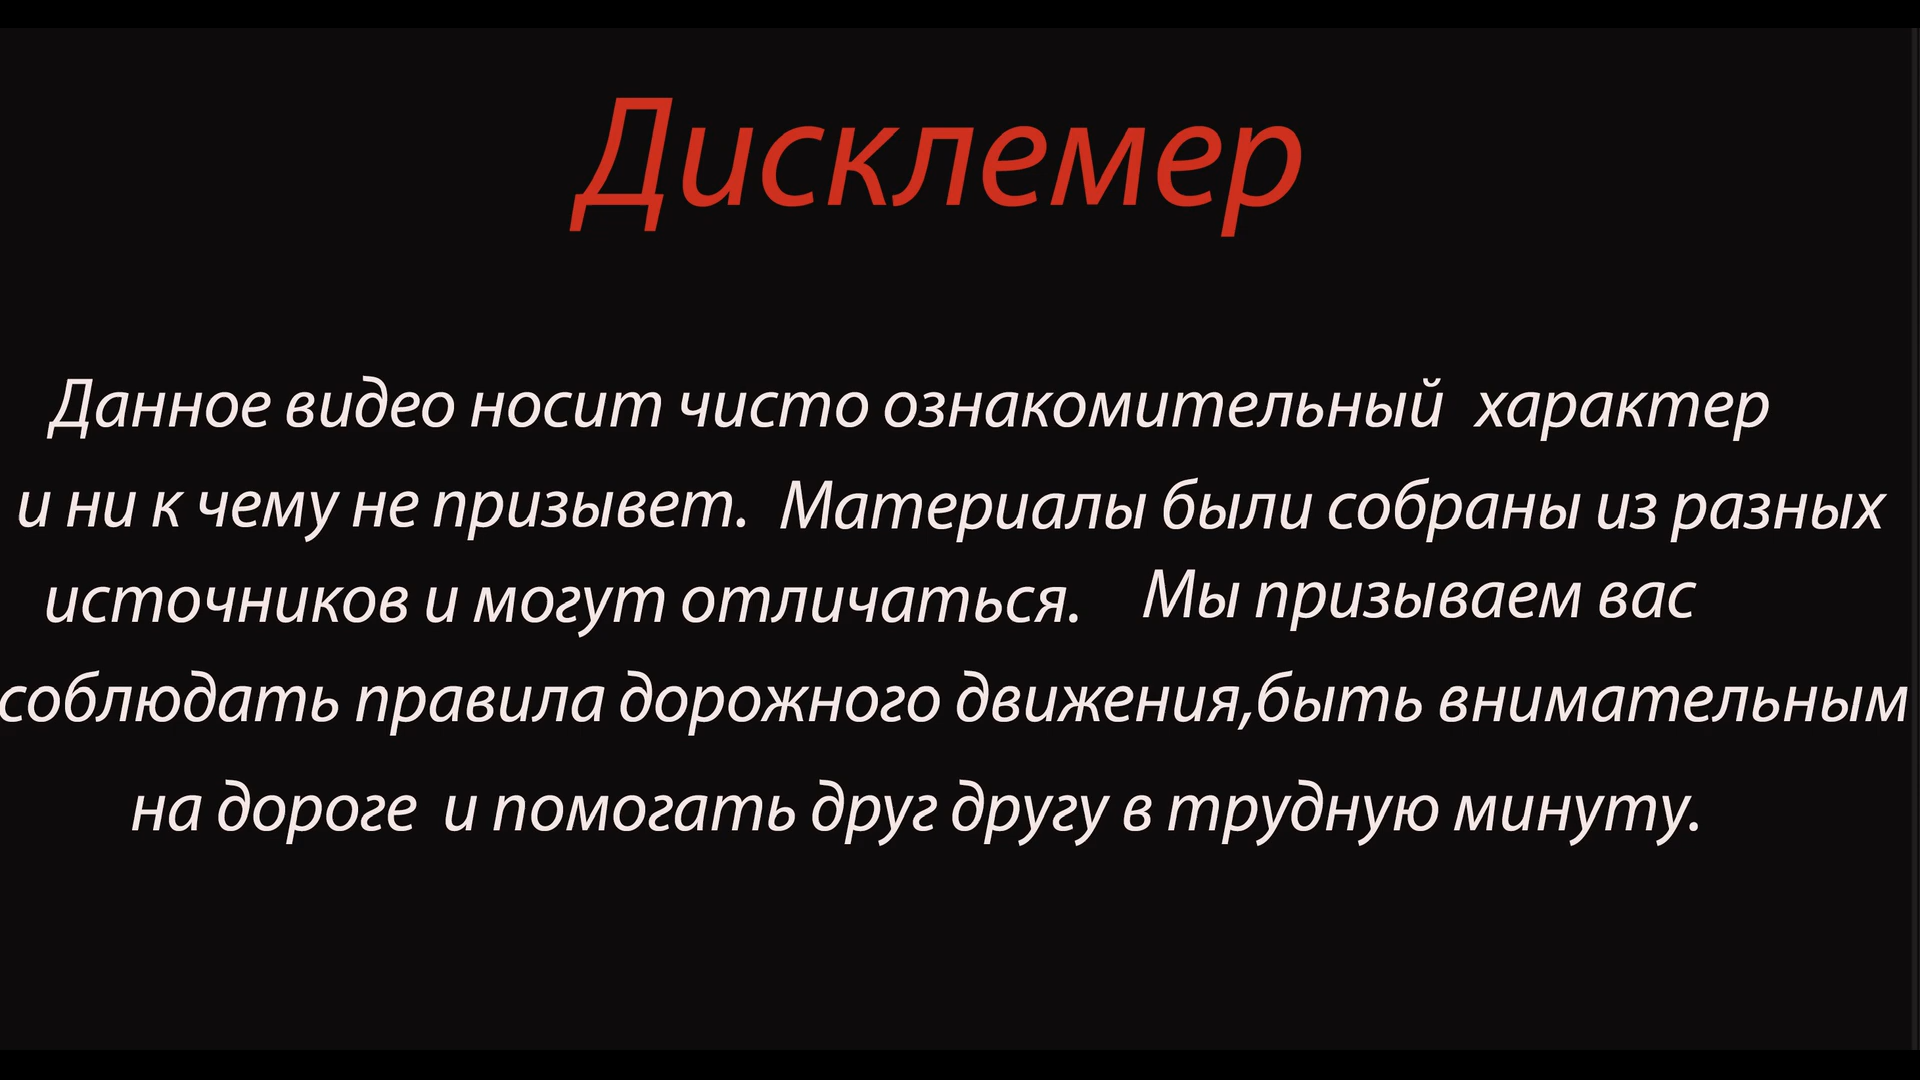 Дисклемер
Данное видео носит чисто ознакомительный характер
и ни к чему не призывет. Материалы были собраны из разных
источников и могут отличаться. Мы призываем вас
соблюдать правила дорожного движения,быть внимательным
на дороге и помогать друг другу в трудную минуту.